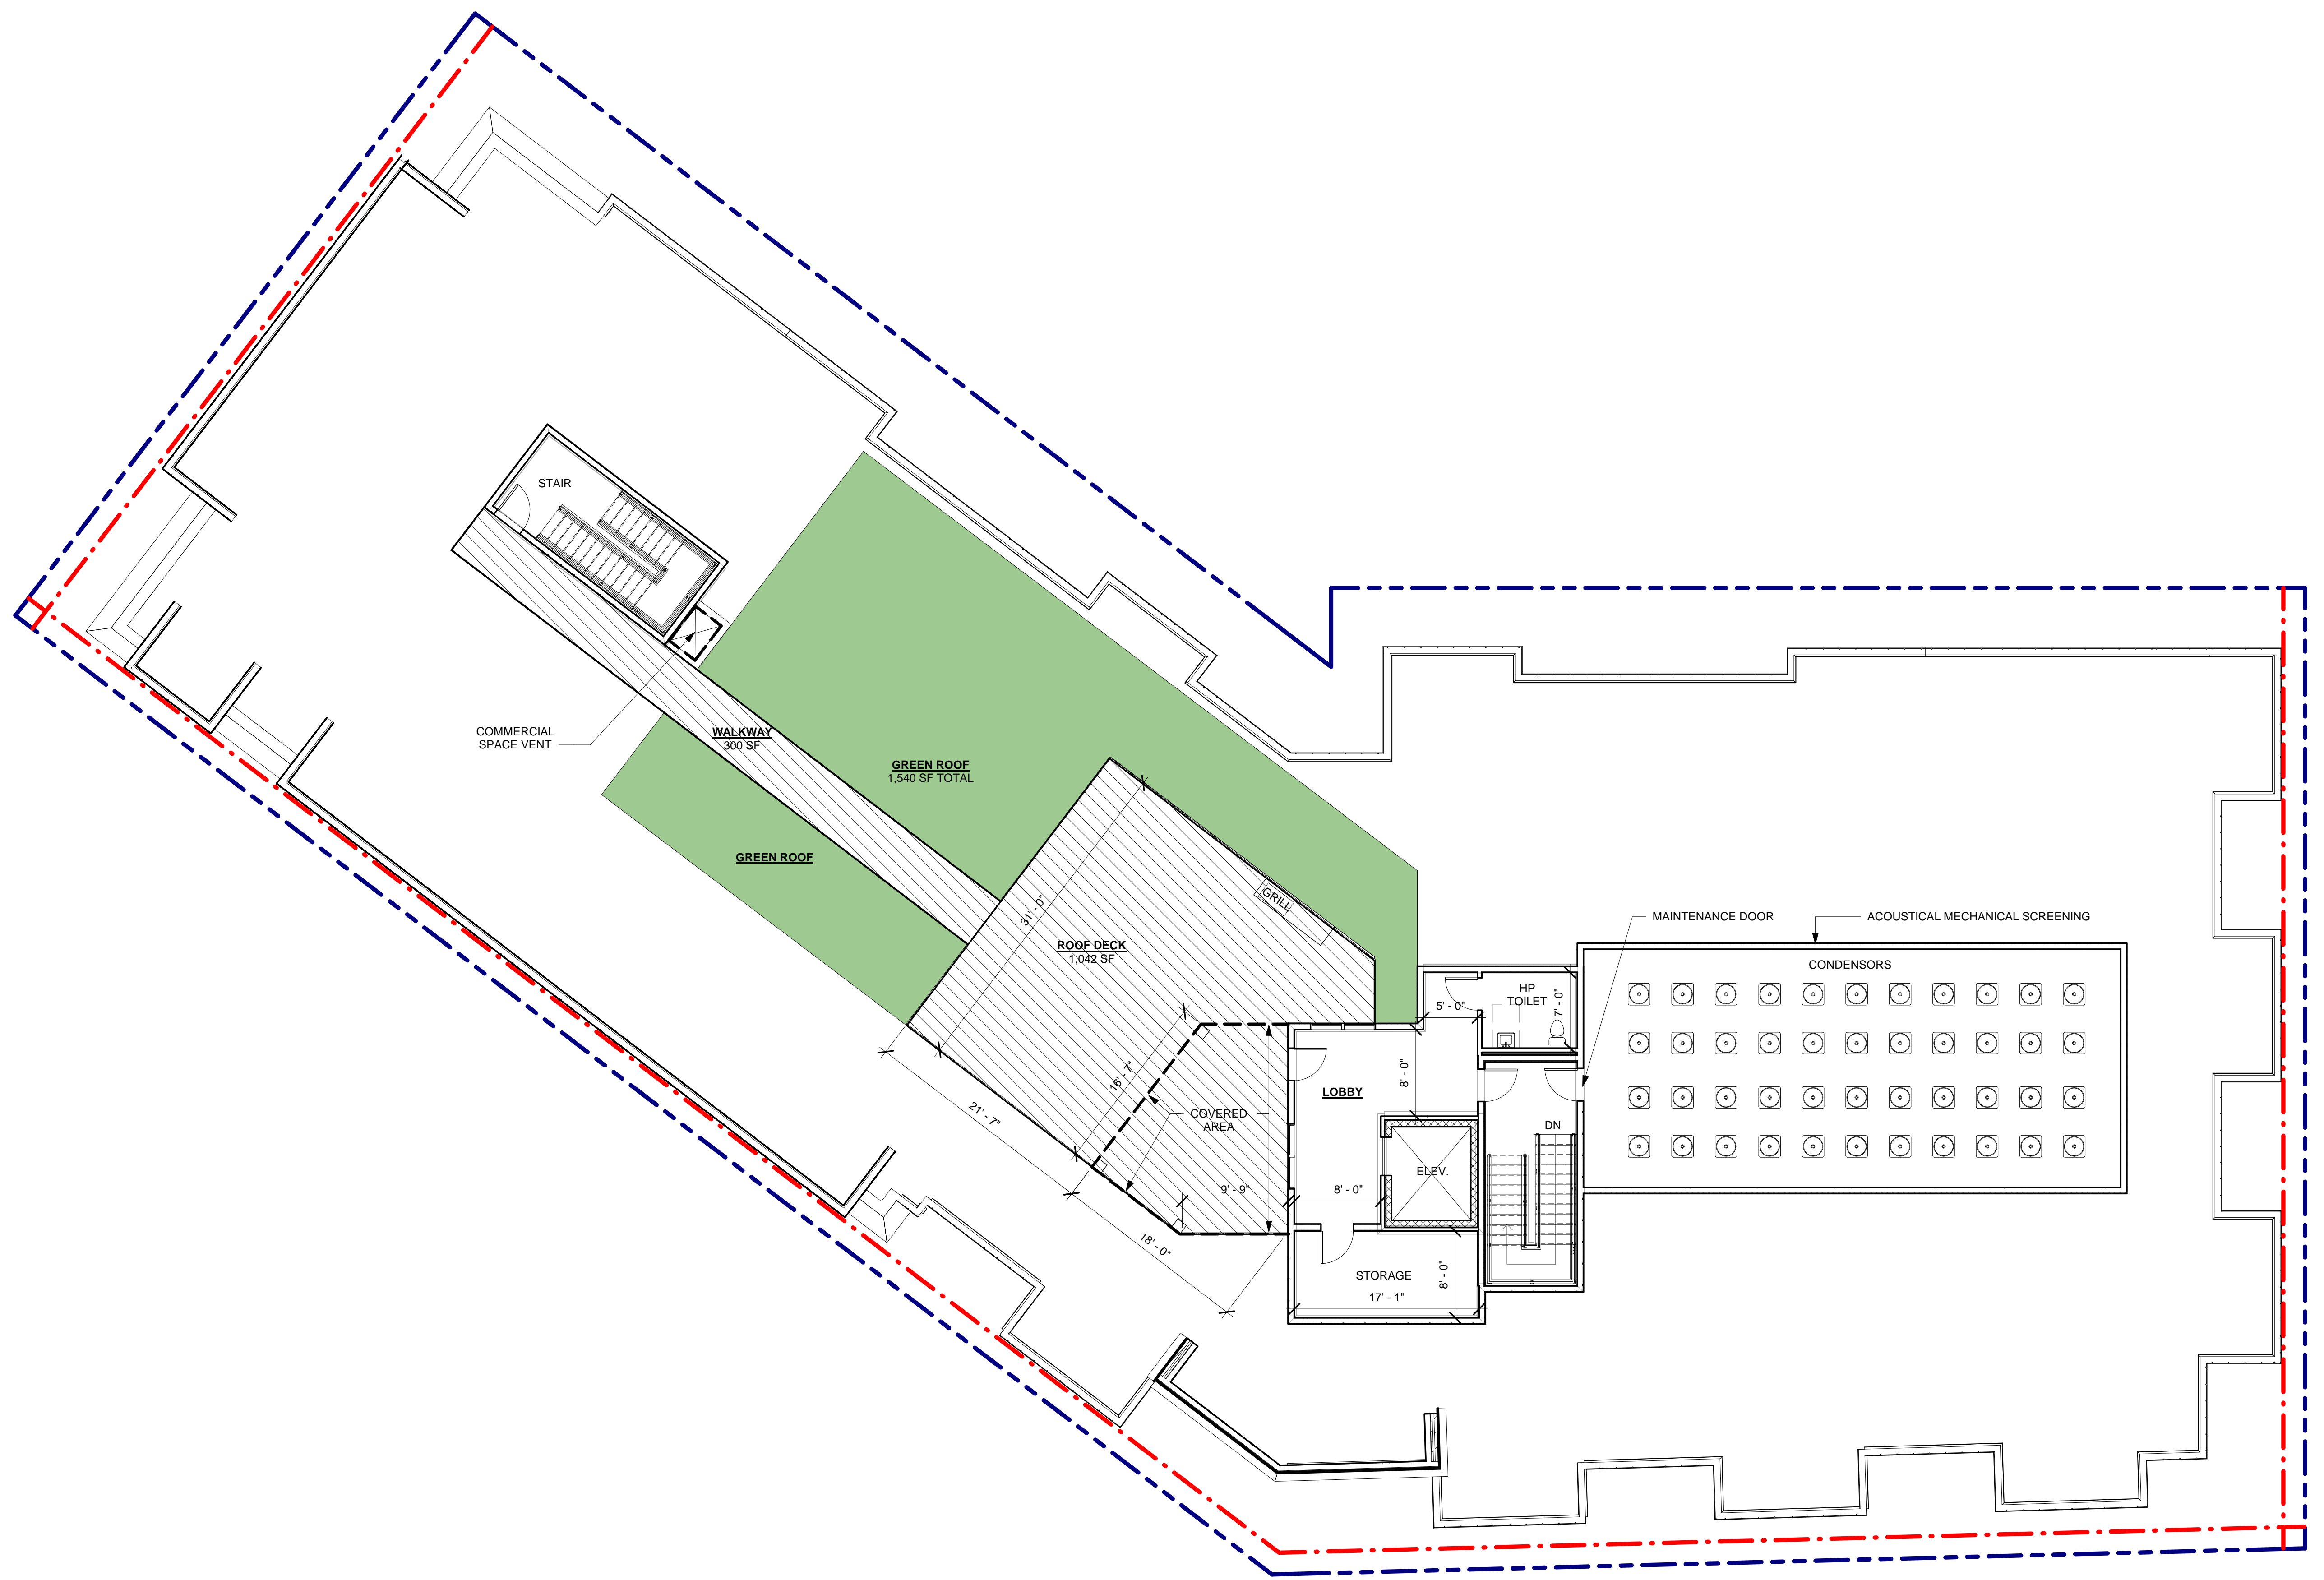 STAIR
COMMERCIAL
SPACE VENT
WALKWAY
300 SF
GREEN ROOF
1,540 SF TOTAL
GREEN ROOF
GRILL
31' - 0"
ROOF DECK
1,042 SF
MAINTENANCE DOOR
ACOUSTICAL MECHANICAL SCREENING
CONDENSORS
HP
TOILET
5' - 0"
7' - 0"
16' - 7"
21' - 7"
COVERED
AREA
LOBBY
8' - 0"
DN
ELEV.
9' - 9"
8' - 0"
18' - 0"
STORAGE
8' - 0"
17' - 1"